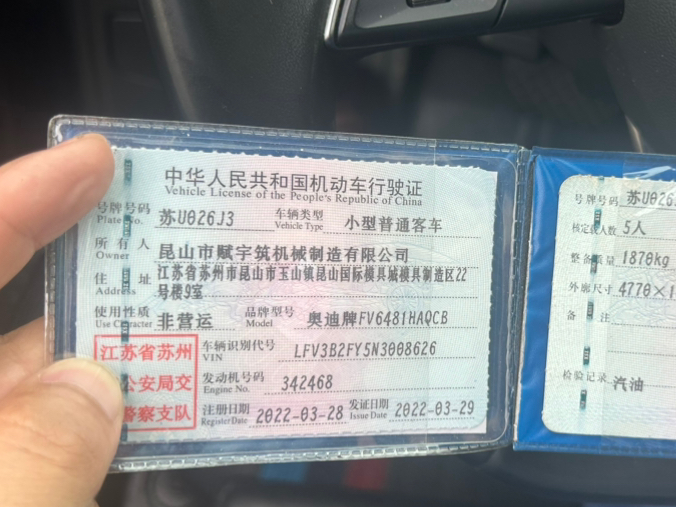 中华人民共和国机动车行驶证
Vehicle License of the People's Republic of China
号牌号码 苏U026J3 车辆类型 小型普通客车
Plate No. Vehicle Type
所有人 昆山市赋宇筑机械制造有限公司
Owner
住址 江苏省苏州市昆山市玉山镇昆山国际模具城模具制造区22
Address 号楼9室
使用性质 非营运 品牌型号 奥迪牌FV6481HAQCB
Use Character Model
江苏省苏州
公安局交
警察支队
车辆识别代号 LFV3B2FY5N3008626
VIN
发动机号码 342468
Engine No.
注册日期 2022-03-28 发证日期 2022-03-29
Register Date Issue Date
号牌号码 苏U026
核定载人数 5人
整备质量 1870kg
外廓尺寸 4770×1
备注
检验记录 汽油